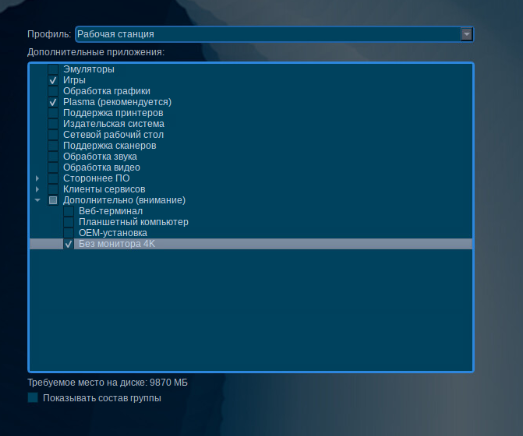 Профиль: Рабочая станция
Дополнительные приложения:
Эмуляторы
Игры
Обработка графики
Plasma (рекомендуется)
Поддержка принтеров
Издательская система
Сетевой рабочий стол
Поддержка сканеров
Обработка звука
Обработка видео
Стороннее ПО
Клиенты сервисов
Дополнительно (внимание)
Веб-терминал
Планшетный компьютер
OEM-установка
Без монитора 4K
Требуемое место на диске: 9870 МБ
Показывать состав группы